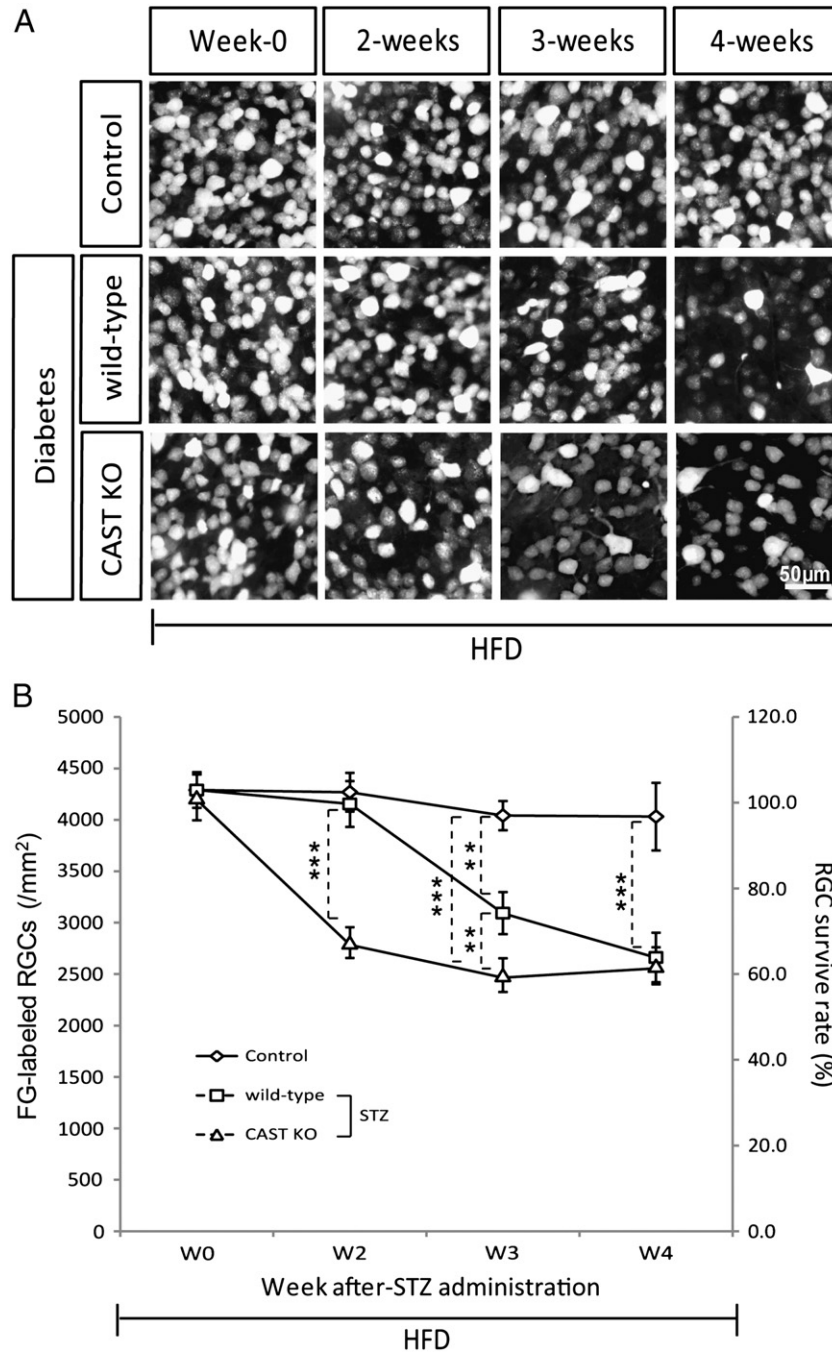 A
Week-0 2-weeks 3-weeks 4-weeks
Control
Diabetes
wild-type
CAST KO
50μm
HFD
B
5000 120.0
4500
4000 100.0
3500
3000 80.0
2500 60.0
2000
1500 40.0
1000
500 20.0
0 0.0
FG-labeled RGCs (/mm²)
RGC survive rate (%)
***
***
**
**
***
Control
wild-type
CAST KO
STZ
W0 W2 W3 W4
Week after-STZ administration
HFD